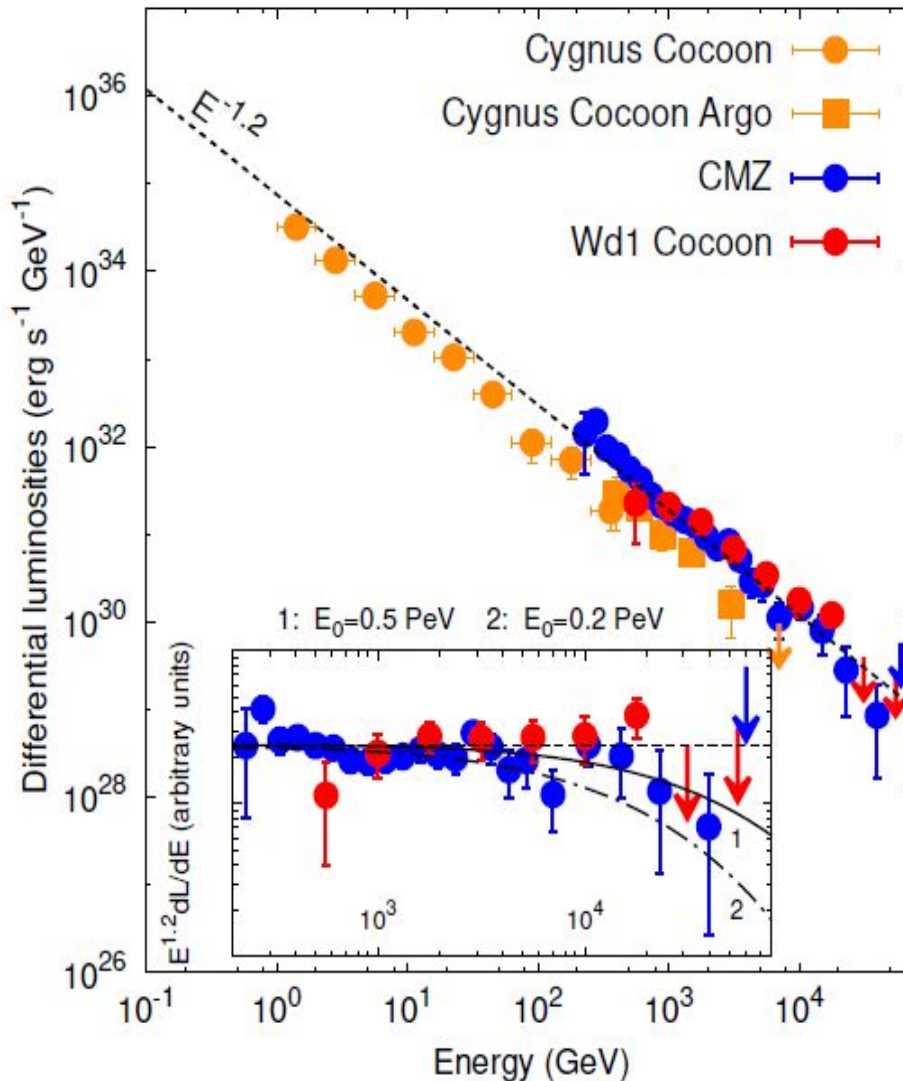 Cygnus Cocoon
Cygnus Cocoon Argo
CMZ
Wd1 Cocoon
E^-1.2
Differential luminosities (erg s^-1 GeV^-1)
10^36
10^34
10^32
10^30
10^28
10^26
1: E_0=0.5 PeV 2: E_0=0.2 PeV
E^1.2dL/dE (arbitrary units)
1
2
10^3 10^4
10^-1 10^0 10^1 10^2 10^3 10^4
Energy (GeV)